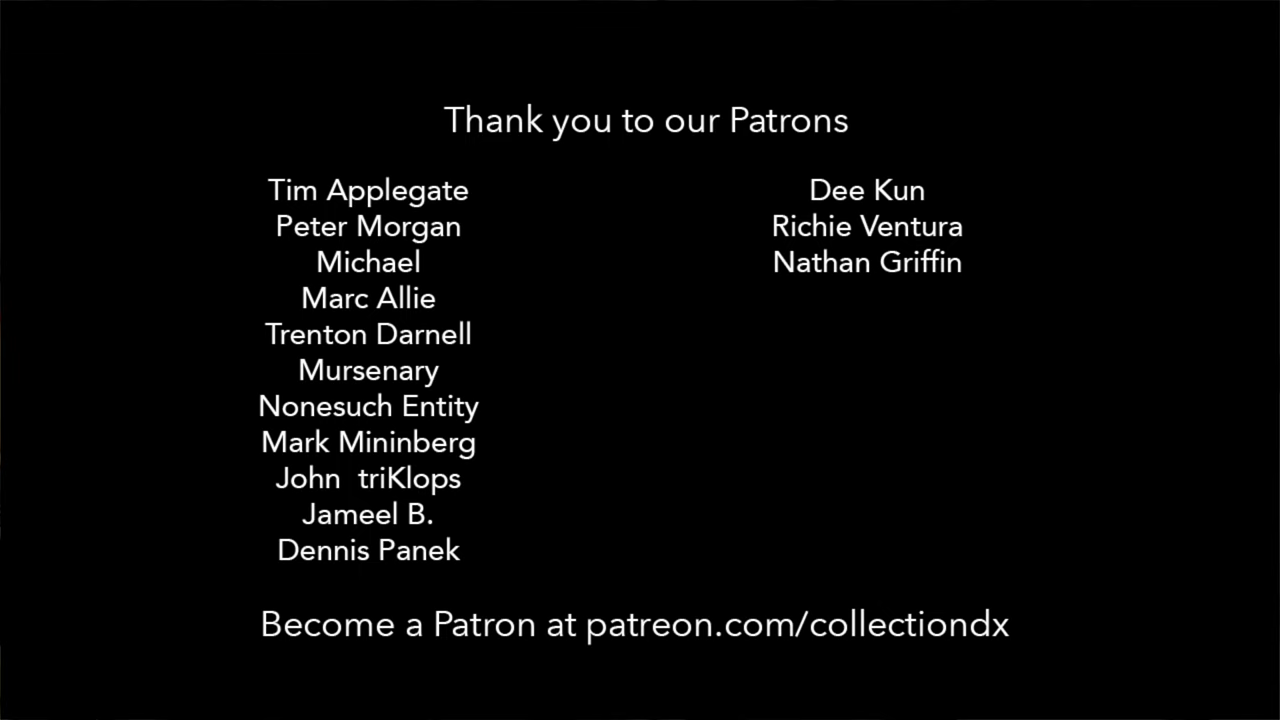 Thank you to our Patrons
Tim Applegate
Peter Morgan
Michael
Marc Allie
Trenton Darnell
Mursenary
Nonesuch Entity
Mark Mininberg
John  triKlops
Jameel B.
Dennis Panek
Dee Kun
Richie Ventura
Nathan Griffin
Become a Patron at patreon.com/collectiondx